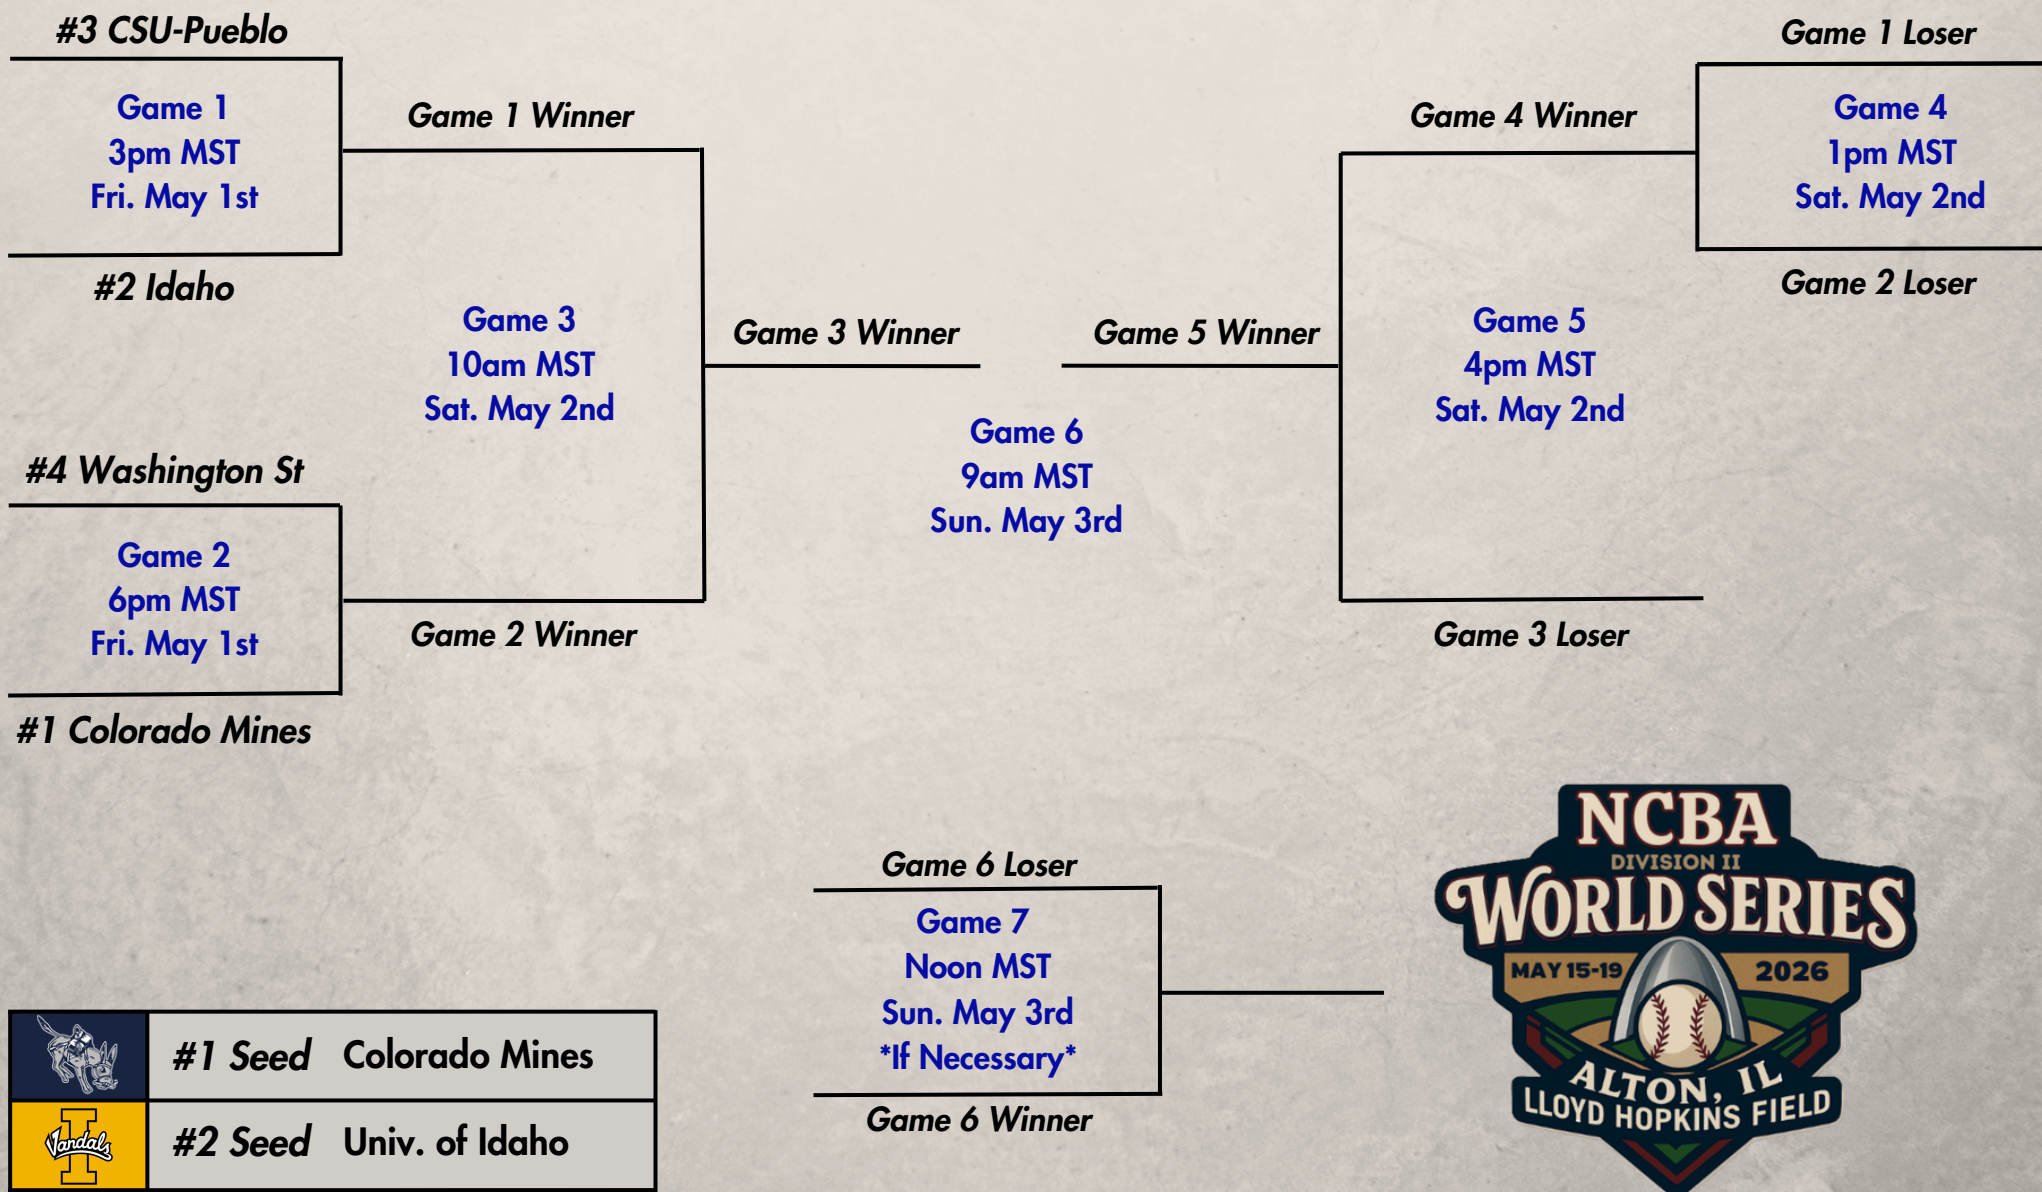 #3 CSU-Pueblo
Game 1
3pm MST
Fri. May 1st
#2 Idaho
Game 1 Winner
Game 3
10am MST
Sat. May 2nd
Game 2 Winner
#4 Washington St
Game 2
6pm MST
Fri. May 1st
#1 Colorado Mines
Game 3 Winner
Game 5 Winner
Game 6
9am MST
Sun. May 3rd
Game 4 Winner
Game 5
4pm MST
Sat. May 2nd
Game 3 Loser
Game 1 Loser
Game 4
1pm MST
Sat. May 2nd
Game 2 Loser
Game 6 Loser
Game 7
Noon MST
Sun. May 3rd
*If Necessary*
Game 6 Winner
#1 Seed Colorado Mines
I
Vandals
#2 Seed Univ. of Idaho
NCBA
DIVISION II
WORLD SERIES
MAY 15-19 2026
ALTON, IL
LLOYD HOPKINS FIELD